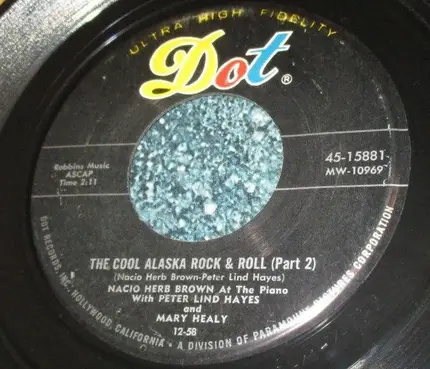 ULTRA HIGH FIDELITY
Dot®
Robbins Music
ASCAP
Time 2:11
45-15881
MW-10969
THE COOL ALASKA ROCK & ROLL (Part 2)
(Nacio Herb Brown-Peter Lind Hayes)
NACIO HERB BROWN At The Piano
With PETER LIND HAYES
and
MARY HEALY
12-58
DOT RECORDS, INC. HOLLYWOOD, CALIFORNIA • A DIVISION OF PARAMOUNT PICTURES CORPORATION